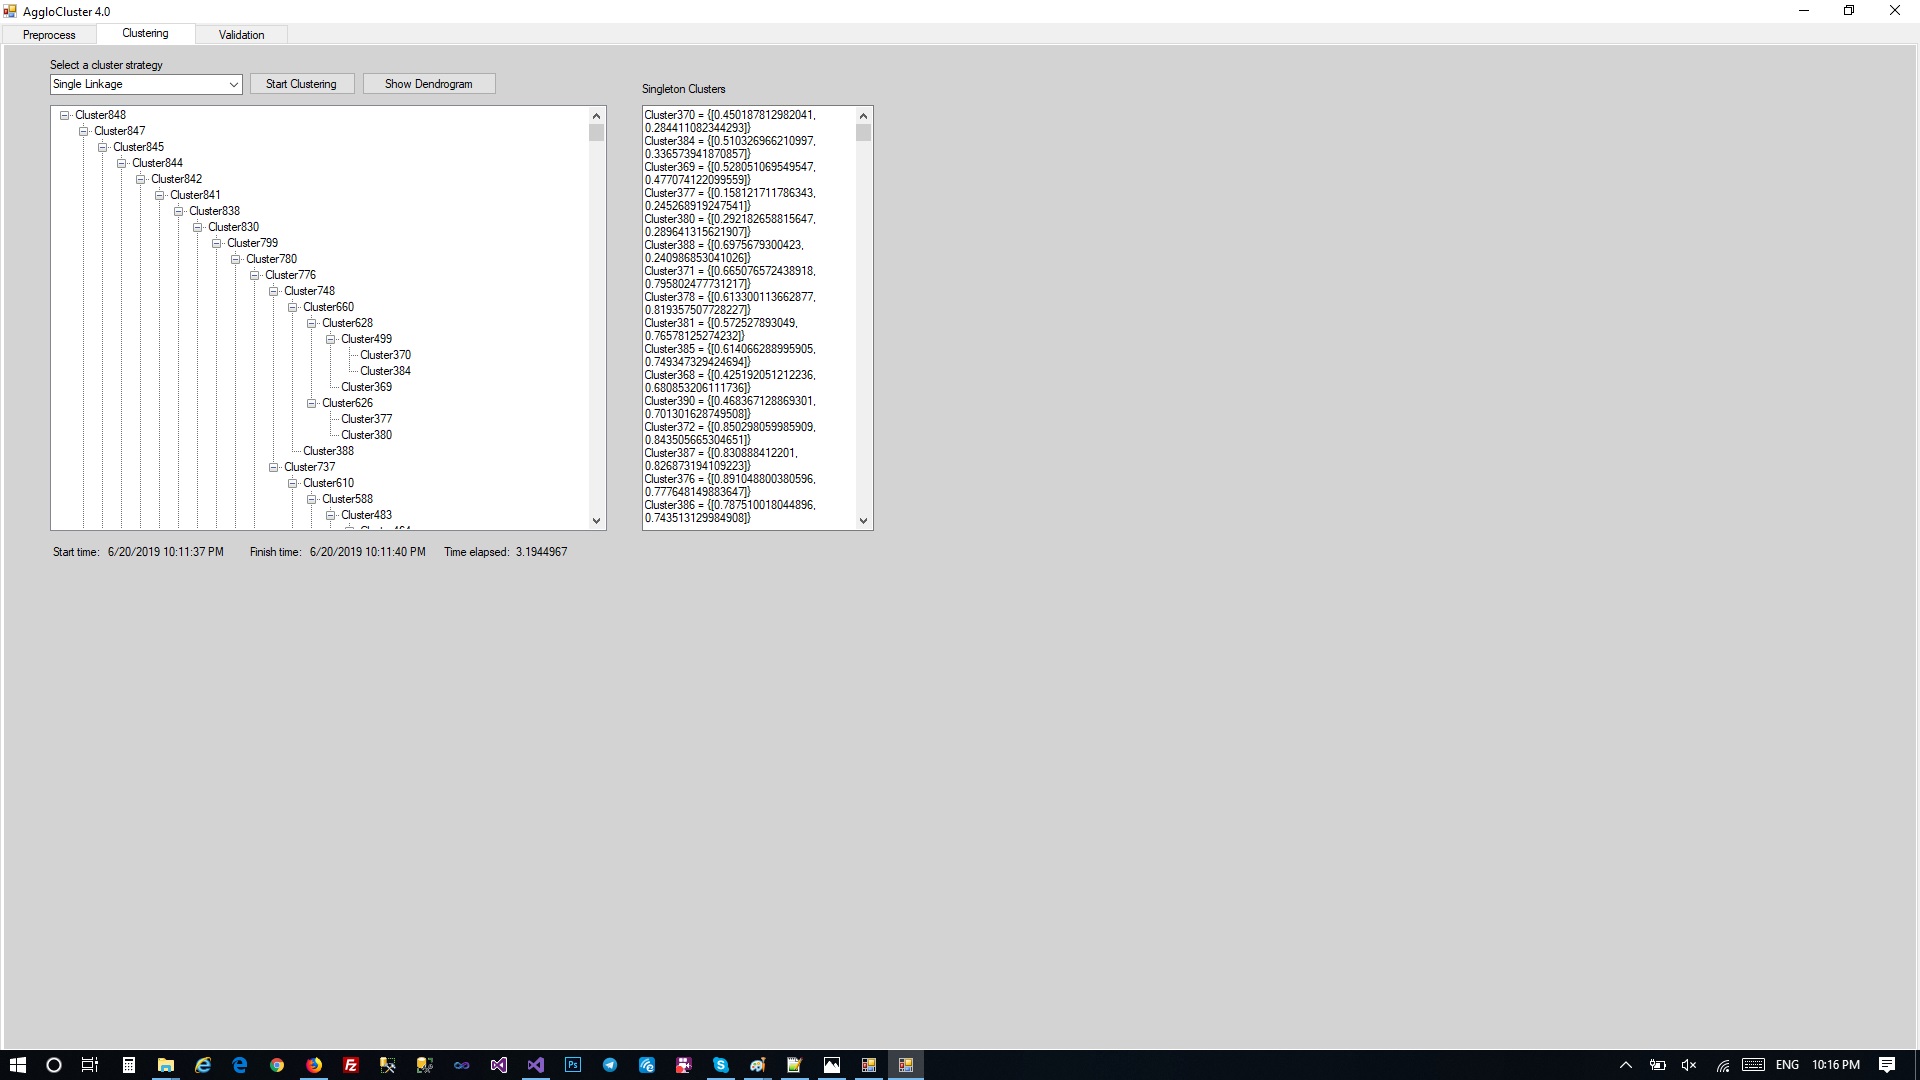 AggloCluster 4.0
Preprocess
Clustering
Validation
Select a cluster strategy
Single Linkage
Start Clustering
Show Dendrogram
Singleton Clusters
Cluster848
Cluster847
Cluster845
Cluster844
Cluster842
Cluster841
Cluster838
Cluster830
Cluster799
Cluster780
Cluster776
Cluster748
Cluster660
Cluster628
Cluster499
Cluster370
Cluster384
Cluster369
Cluster626
Cluster377
Cluster380
Cluster388
Cluster737
Cluster610
Cluster588
Cluster483
Cluster370 = {[0.450187812982041,
0.284411082344293]}
Cluster384 = {[0.510326966210997,
0.336573941870857]}
Cluster369 = {[0.528051069549547,
0.477074122099559]}
Cluster377 = {[0.158121711786343,
0.245268919247541]}
Cluster380 = {[0.292182658815647,
0.289641315621907]}
Cluster388 = {[0.6975679300423,
0.240986853041026]}
Cluster371 = {[0.665076572438918,
0.795802477731217]}
Cluster378 = {[0.613300113662877,
0.819357507728227]}
Cluster381 = {[0.572527893049,
0.76578125274232]}
Cluster385 = {[0.614066288995905,
0.749347329424694]}
Cluster368 = {[0.425192051212236,
0.680853206111736]}
Cluster390 = {[0.468367128869301,
0.701301628749508]}
Cluster372 = {[0.850298059985909,
0.843505665304651]}
Cluster387 = {[0.830888412201,
0.826873194109223]}
Cluster376 = {[0.891048800380596,
0.777648149883647]}
Cluster386 = {[0.787510018044896,
0.743513129984908]}
Start time: 6/20/2019 10:11:37 PM Finish time: 6/20/2019 10:11:40 PM Time elapsed: 3.1944967
Ps
ENG
10:16 PM